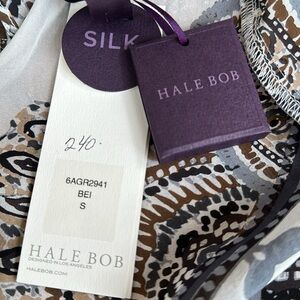 SILK
HALE BOB
240.
6AGR2941
BEI
S
HALE BOB
DESIGNED IN LOS ANGELES
HALEBOB.COM